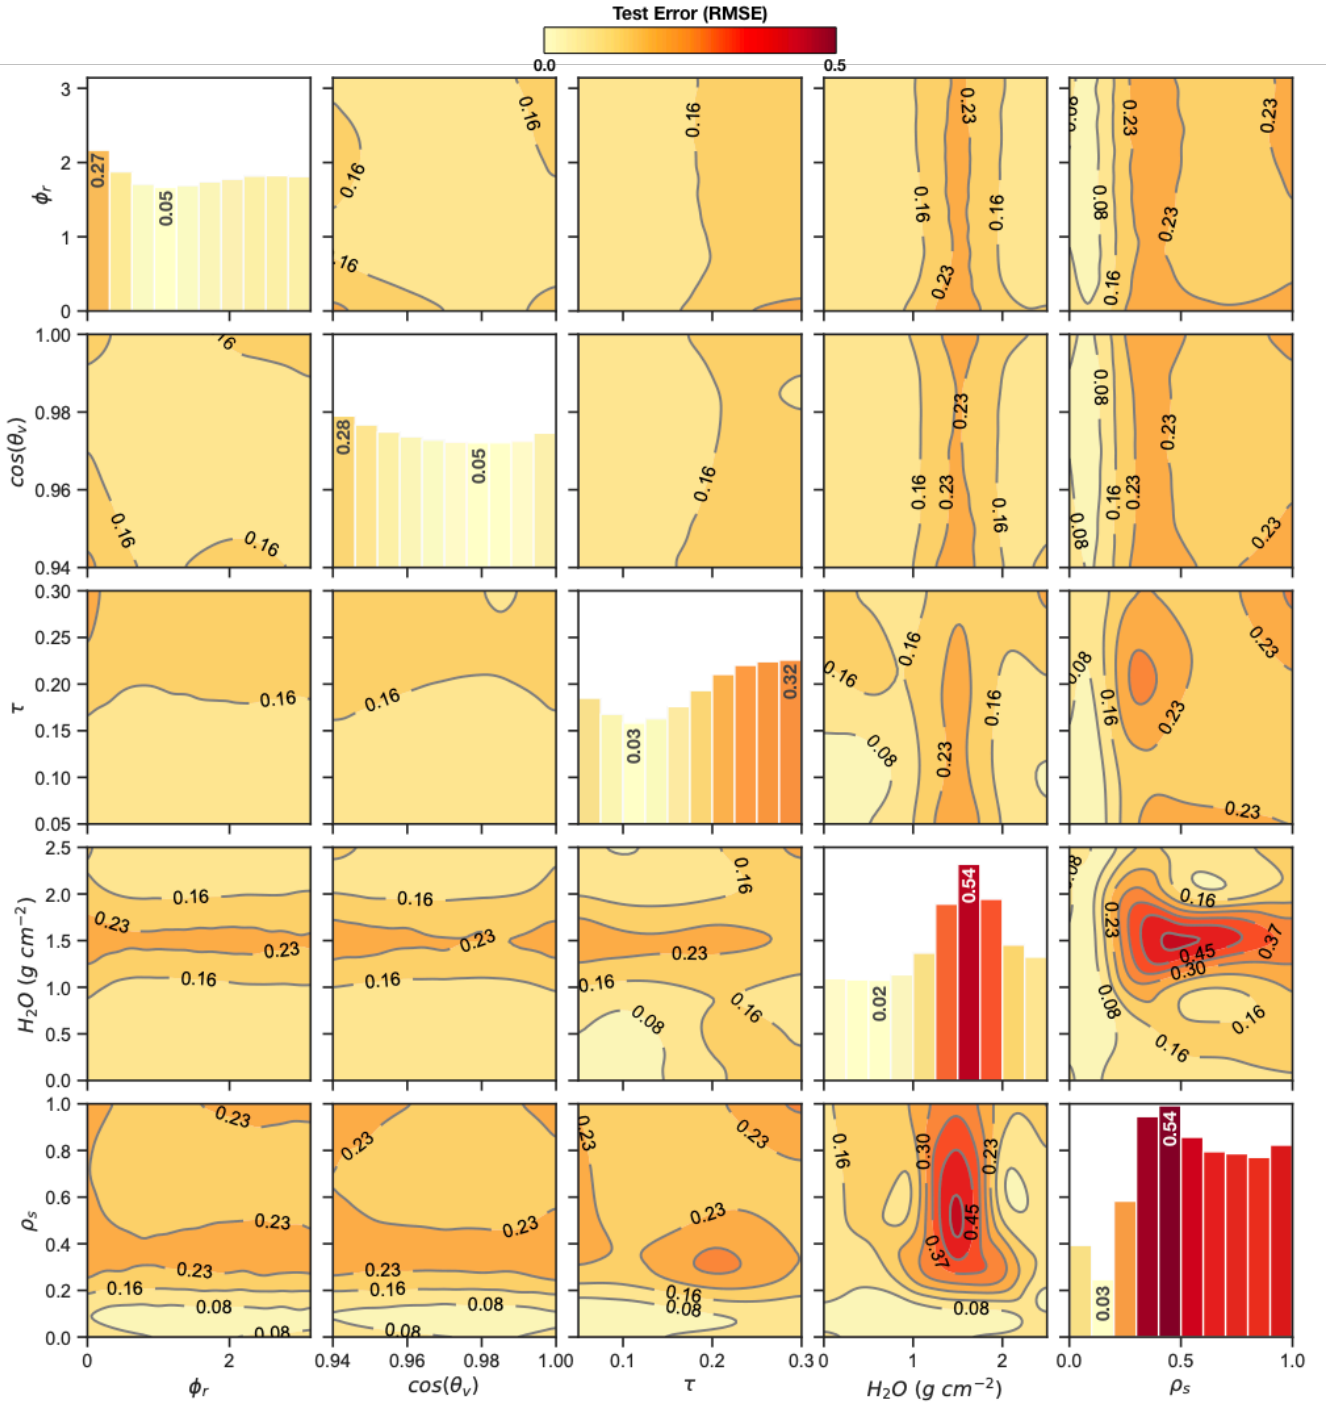 Test Error (RMSE)
0.0 0.5
3 2 1 0
ϕr
0.27 0.05
0.16 0.16 .16
0.16
0.23 0.16 0.16 0.23
0.23 0.23 0.08 0.23 0.16
1.00 0.98 0.96 0.94
cos(θv)
16 0.16 0.16
0.28 0.05
0.16
0.23 0.16 0.23 0.16
0.08 0.23 0.16 0.23 0.08 0.23
0.30 0.25 0.20 0.15 0.10 0.05
τ
0.16
0.16
0.03 0.32
0.16 0.16 0.16 0.08 0.23
0.08 0.23 0.16 0.23 0.23
2.5 2.0 1.5 1.0 0.5 0.0
H2O (g cm−2)
0.16 0.23 0.23 0.16
0.16 0.23 0.16
0.16 0.23 0.16 0.08 0.16
0.02 0.54
.08 0.16 0.23 0.37 0.45 0.30 0.08 0.16 0.16
1.0 0.8 0.6 0.4 0.2 0.0
ρs
0.23 0.23 0.23 0.16 0.08 0.08
0.23 0.23 0.23 0.16 0.08 0.08
0.23 0.23 0.23 0.16 0.08
0.16 0.30 0.23 0.45 0.37 0.08
0.03 0.54
0 2 0.94 0.96 0.98 1.00 0.1 0.2 0.3 0 1 2 0.0 0.5 1.0
ϕr cos(θv) τ H2O (g cm−2) ρs